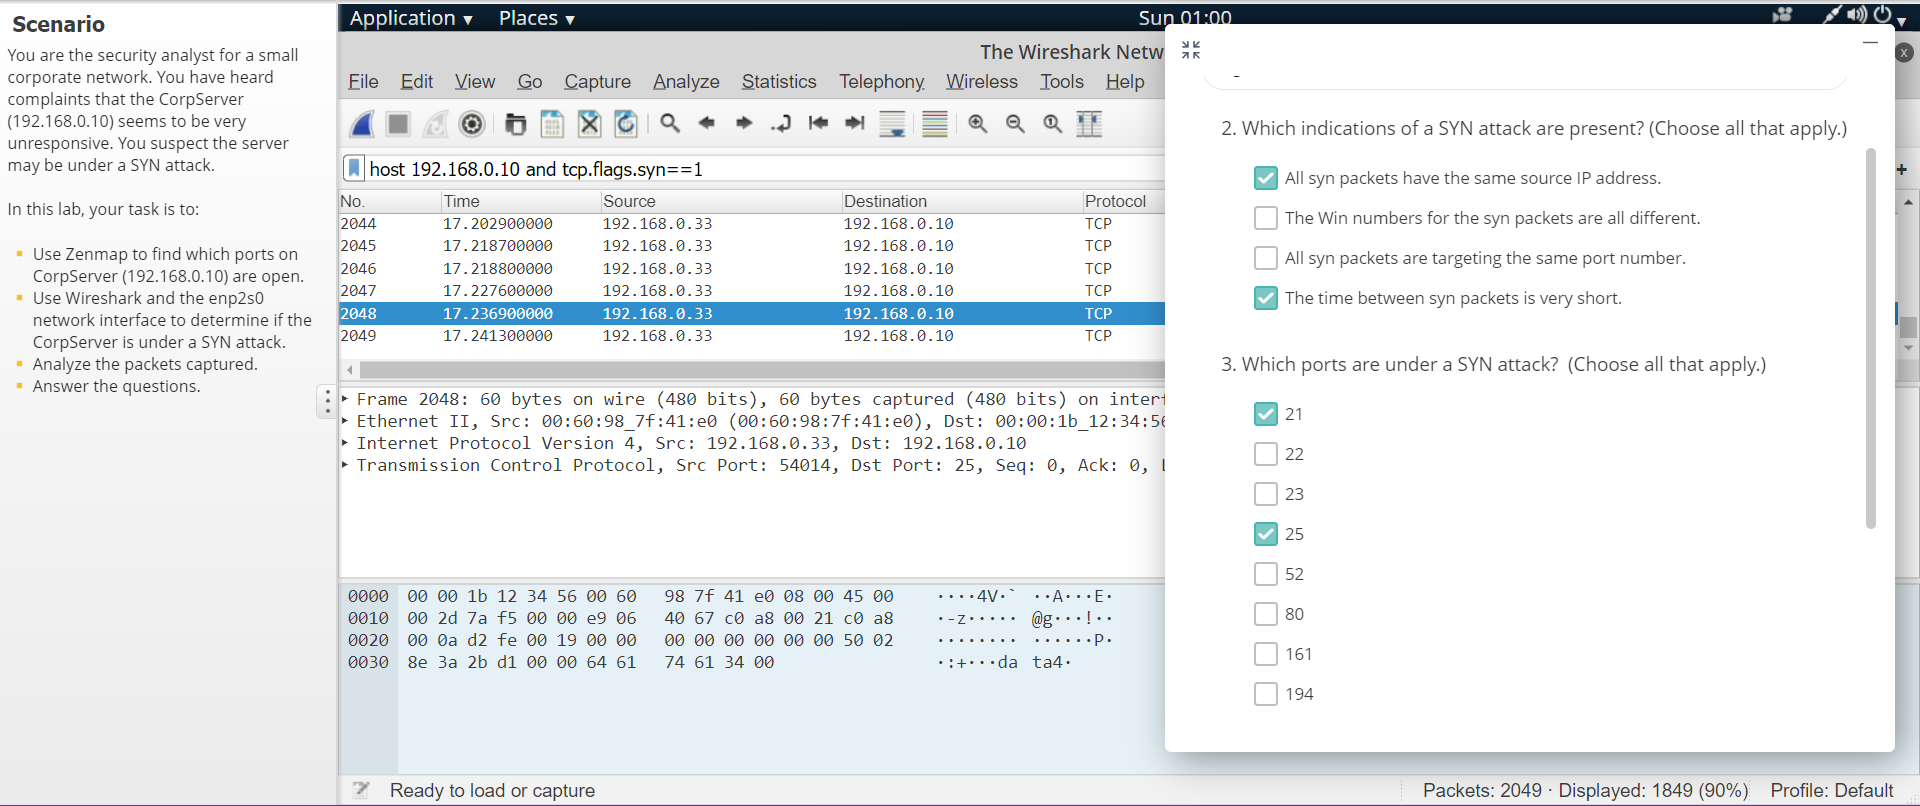 Scenario
You are the security analyst for a small
corporate network. You have heard
complaints that the CorpServer
(192.168.0.10) seems to be very
unresponsive. You suspect the server
may be under a SYN attack.
In this lab, your task is to:
Use Zenmap to find which ports on
CorpServer (192.168.0.10) are open.
Use Wireshark and the enp2s0
network interface to determine if the
CorpServer is under a SYN attack.
Analyze the packets captured.
Answer the questions.
Application ▾ Places ▾ Sun 01:00
The Wireshark Netw
File Edit View Go Capture Analyze Statistics Telephony Wireless Tools Help
host 192.168.0.10 and tcp.flags.syn==1
No. Time Source Destination Protocol
2044 17.202900000 192.168.0.33 192.168.0.10 TCP
2045 17.218700000 192.168.0.33 192.168.0.10 TCP
2046 17.218800000 192.168.0.33 192.168.0.10 TCP
2047 17.227600000 192.168.0.33 192.168.0.10 TCP
2048 17.236900000 192.168.0.33 192.168.0.10 TCP
2049 17.241300000 192.168.0.33 192.168.0.10 TCP
Frame 2048: 60 bytes on wire (480 bits), 60 bytes captured (480 bits) on inter
Ethernet II, Src: 00:60:98_7f:41:e0 (00:60:98:7f:41:e0), Dst: 00:00:1b_12:34:56
Internet Protocol Version 4, Src: 192.168.0.33, Dst: 192.168.0.10
Transmission Control Protocol, Src Port: 54014, Dst Port: 25, Seq: 0, Ack: 0,
0000 00 00 1b 12 34 56 00 60 98 7f 41 e0 08 00 45 00 ····4V·` ··A···E·
0010 00 2d 7a f5 00 00 e9 06 40 67 c0 a8 00 21 c0 a8 ·-z····· @g···!··
0020 00 0a d2 fe 00 19 00 00 00 00 00 00 00 00 50 02 ········ ······P·
0030 8e 3a 2b d1 00 00 64 61 74 61 34 00 ·:+···da ta4·
Ready to load or capture
Packets: 2049 · Displayed: 1849 (90%) Profile: Default
2. Which indications of a SYN attack are present? (Choose all that apply.)
All syn packets have the same source IP address.
The Win numbers for the syn packets are all different.
All syn packets are targeting the same port number.
The time between syn packets is very short.
3. Which ports are under a SYN attack? (Choose all that apply.)
21
22
23
25
52
80
161
194